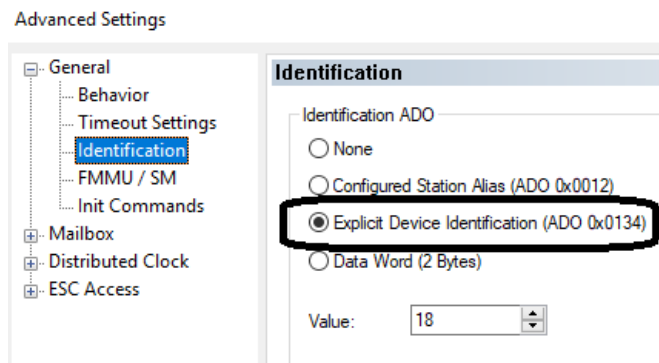 Advanced Settings
General
Behavior
Timeout Settings
Identification
FMMU / SM
Init Commands
Mailbox
Distributed Clock
ESC Access
Identification
Identification ADO
None
Configured Station Alias (ADO 0x0012)
Explicit Device Identification (ADO 0x0134)
Data Word (2 Bytes)
Value: 18